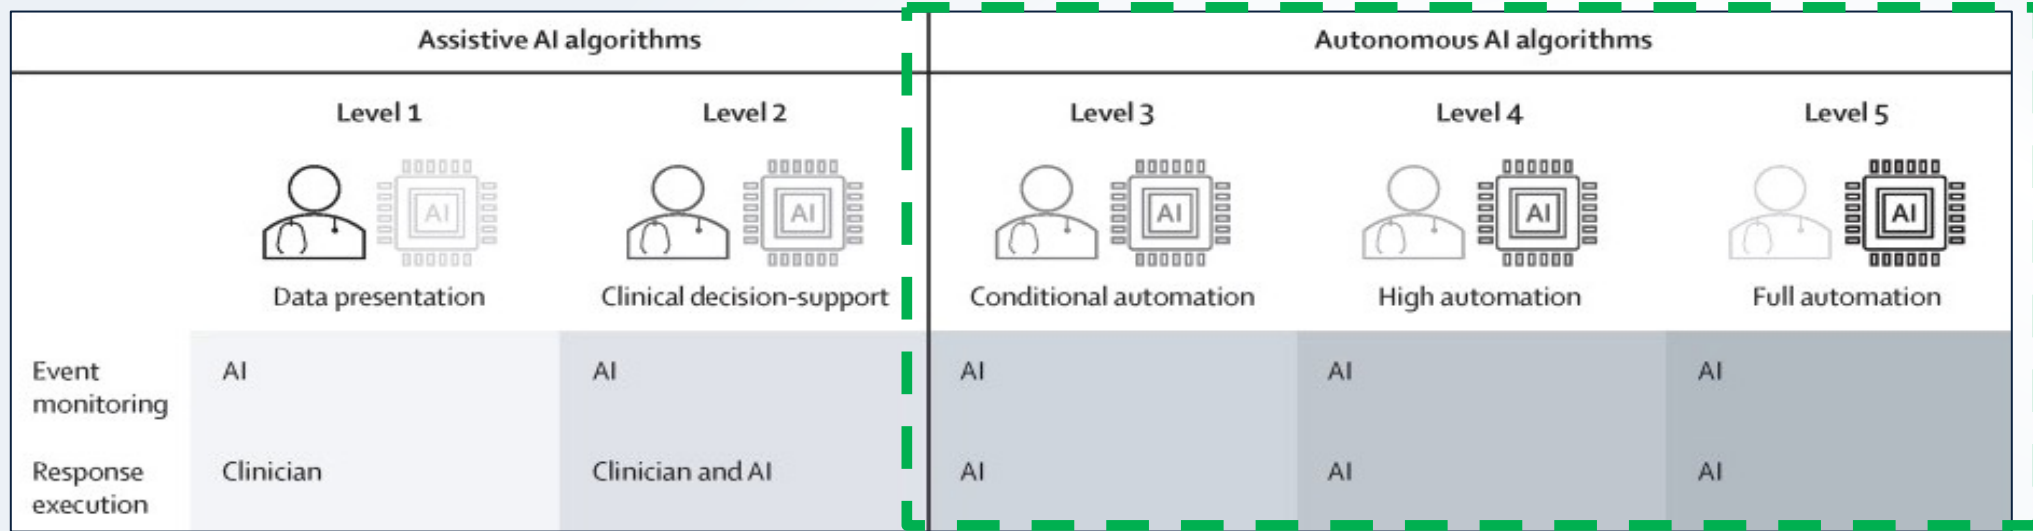 Assistive AI algorithms
Autonomous AI algorithms
Level 1
Level 2
Level 3
Level 4
Level 5
AI
AI
AI
AI
AI
Data presentation
Clinical decision-support
Conditional automation
High automation
Full automation
Event
monitoring
AI
AI
AI
AI
AI
Response
execution
Clinician
Clinician and AI
AI
AI
AI